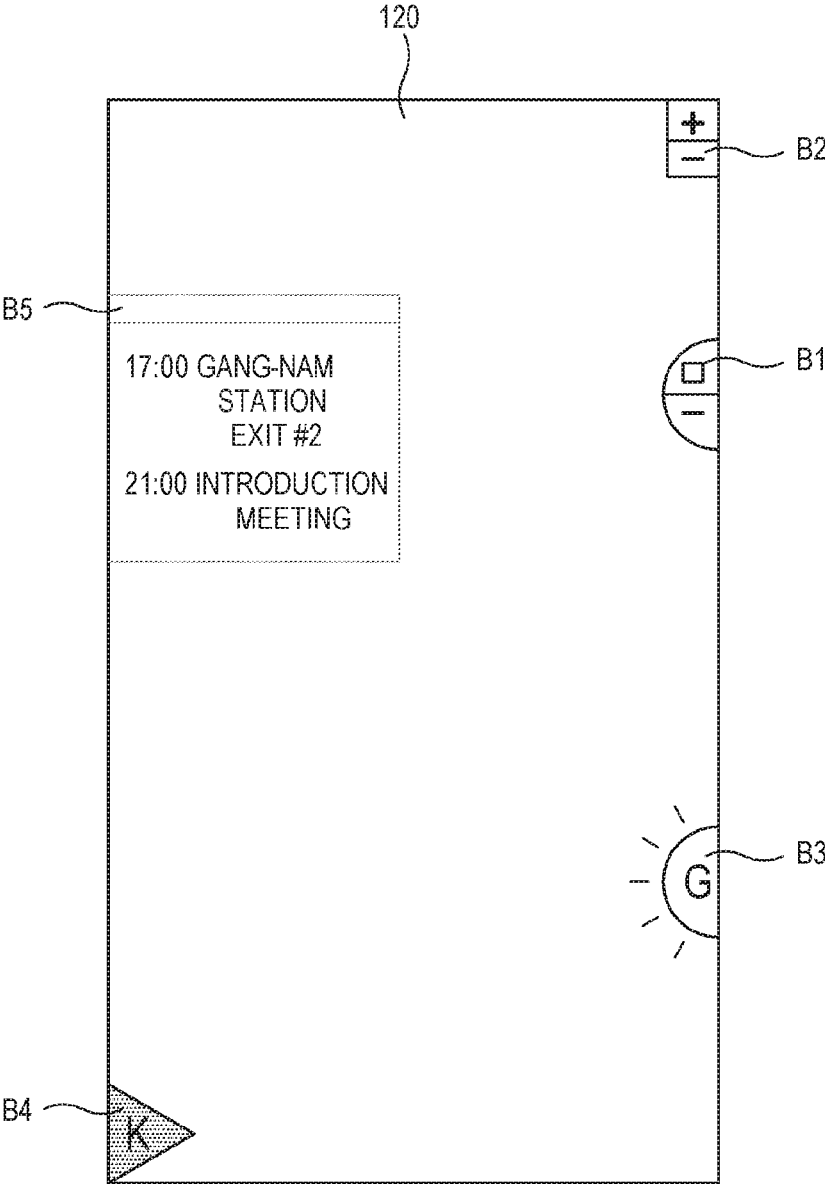 120
+
−
B2
B5
17:00 GANG-NAM
STATION
EXIT #2
21:00 INTRODUCTION
MEETING
B1
−
B3
G
B4
K